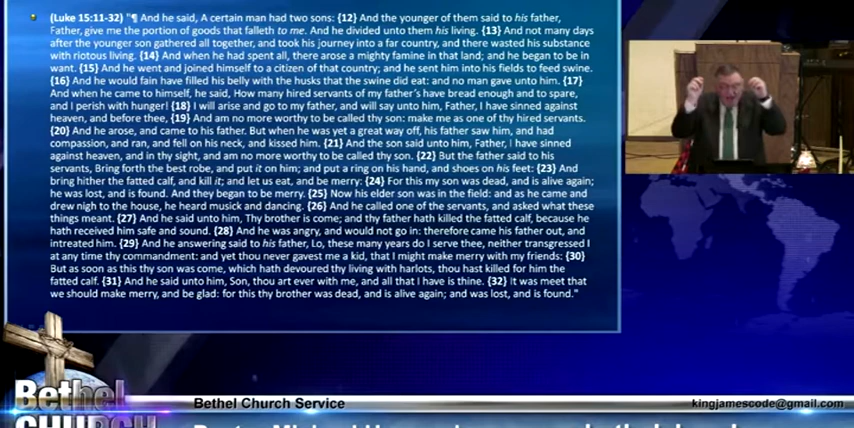 (Luke 15:11-32) "¶ And he said, A certain man had two sons: {12} And the younger of them said to his father,
Father, give me the portion of goods that falleth to me. And he divided unto them his living. {13} And not many days
after the younger son gathered all together, and took his journey into a far country, and there wasted his substance
with riotous living. {14} And when he had spent all, there arose a mighty famine in that land; and he began to be in
want. {15} And he went and joined himself to a citizen of that country; and he sent him into his fields to feed swine.
{16} And he would fain have filled his belly with the husks that the swine did eat: and no man gave unto him. {17}
And when he came to himself, he said, How many hired servants of my father's have bread enough and to spare,
and I perish with hunger! {18} I will arise and go to my father, and will say unto him, Father, I have sinned against
heaven, and before thee, {19} And am no more worthy to be called thy son: make me as one of thy hired servants.
{20} And he arose, and came to his father. But when he was yet a great way off, his father saw him, and had
compassion, and ran, and fell on his neck, and kissed him. {21} And the son said unto him, Father, I have sinned
against heaven, and in thy sight, and am no more worthy to be called thy son. {22} But the father said to his
servants, Bring forth the best robe, and put it on him; and put a ring on his hand, and shoes on his feet: {23} And
bring hither the fatted calf, and kill it; and let us eat, and be merry: {24} For this my son was dead, and is alive again;
he was lost, and is found. And they began to be merry. {25} Now his elder son was in the field: and as he came and
drew nigh to the house, he heard musick and dancing. {26} And he called one of the servants, and asked what these
things meant. {27} And he said unto him, Thy brother is come; and thy father hath killed the fatted calf, because he
hath received him safe and sound. {28} And he was angry, and would not go in: therefore came his father out, and
intreated him. {29} And he answering said to his father, Lo, these many years do I serve thee, neither transgressed I
at any time thy commandment: and yet thou never gavest me a kid, that I might make merry with my friends: {30}
But as soon as this thy son was come, which hath devoured thy living with harlots, thou hast killed for him the
fatted calf. {31} And he said unto him, Son, thou art ever with me, and all that I have is thine. {32} It was meet that
we should make merry, and be glad: for this thy brother was dead, and is alive again; and was lost, and is found."
Bethel
CHURCH
Bethel Church Service
kingjamescode@gmail.com